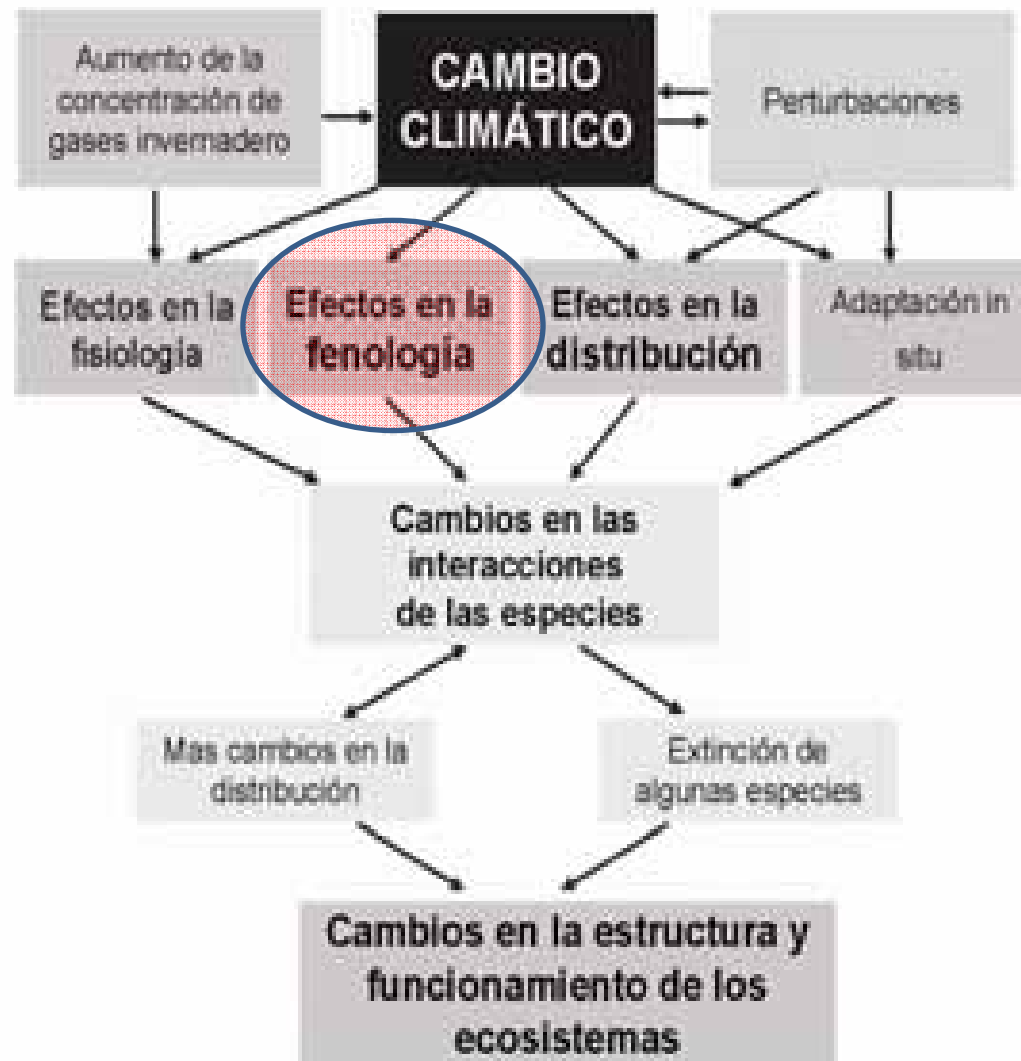 Aumento de la
concentración de
gases invernadero
CAMBIO
CLIMÁTICO
Perturbaciones
Efectos en la
fisiología
Efectos en la
fenología
Efectos en la
distribución
Adaptación in
situ
Cambios en las
interacciones
de las especies
Mas cambios en la
distribución
Extinción de
algunas especies
Cambios en la estructura y
funcionamiento de los
ecosistemas